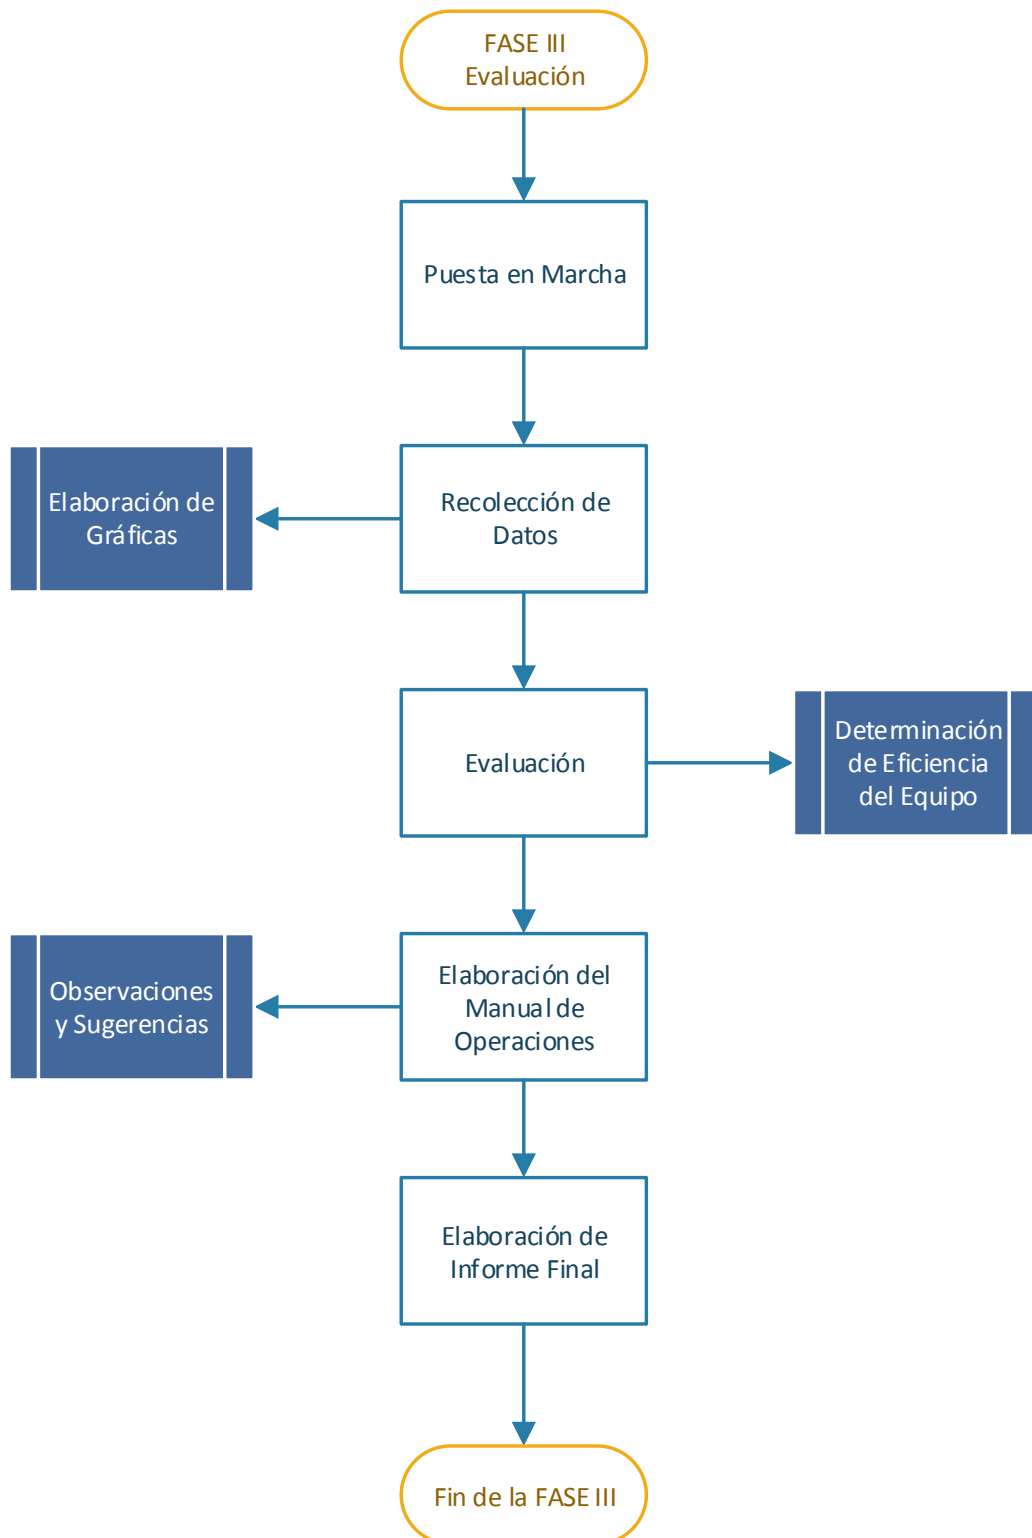 FASE III
Evaluación
Puesta en Marcha
Elaboración de
Gráficas
Recolección de
Datos
Evaluación
Determinación
de Eficiencia
del Equipo
Observaciones
y Sugerencias
Elaboración del
Manual de
Operaciones
Elaboración de
Informe Final
Fin de la FASE III